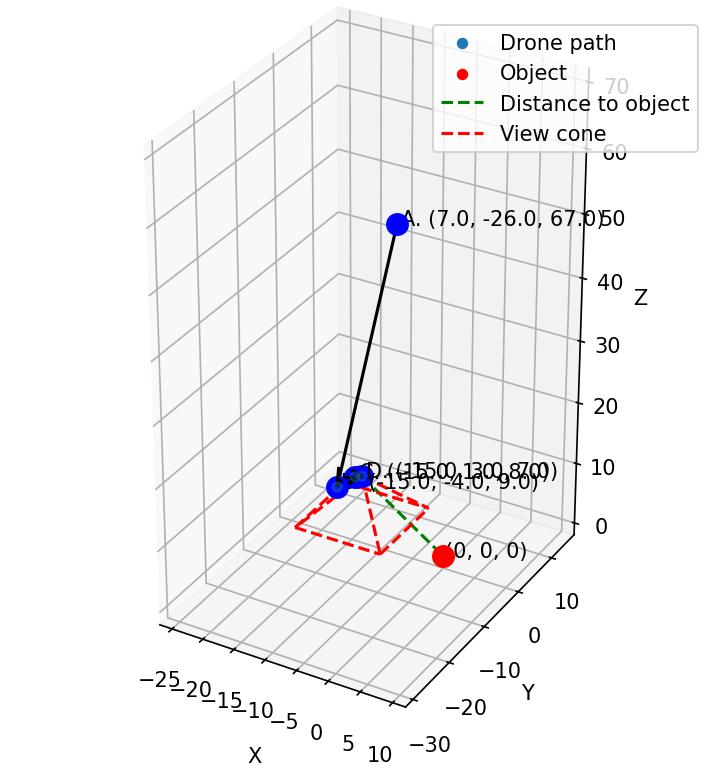 Drone path
Object
Distance to object
View cone
A. (7.0, -26.0, 67.0)
(-15.0, -4.0, 9.0)
(0, 0, 0)
70
60
50
40
Z
30
20
10
0
10
0
−10
Y
−20
−30
−25
−20
−15
−10
−5
0
5
10
X